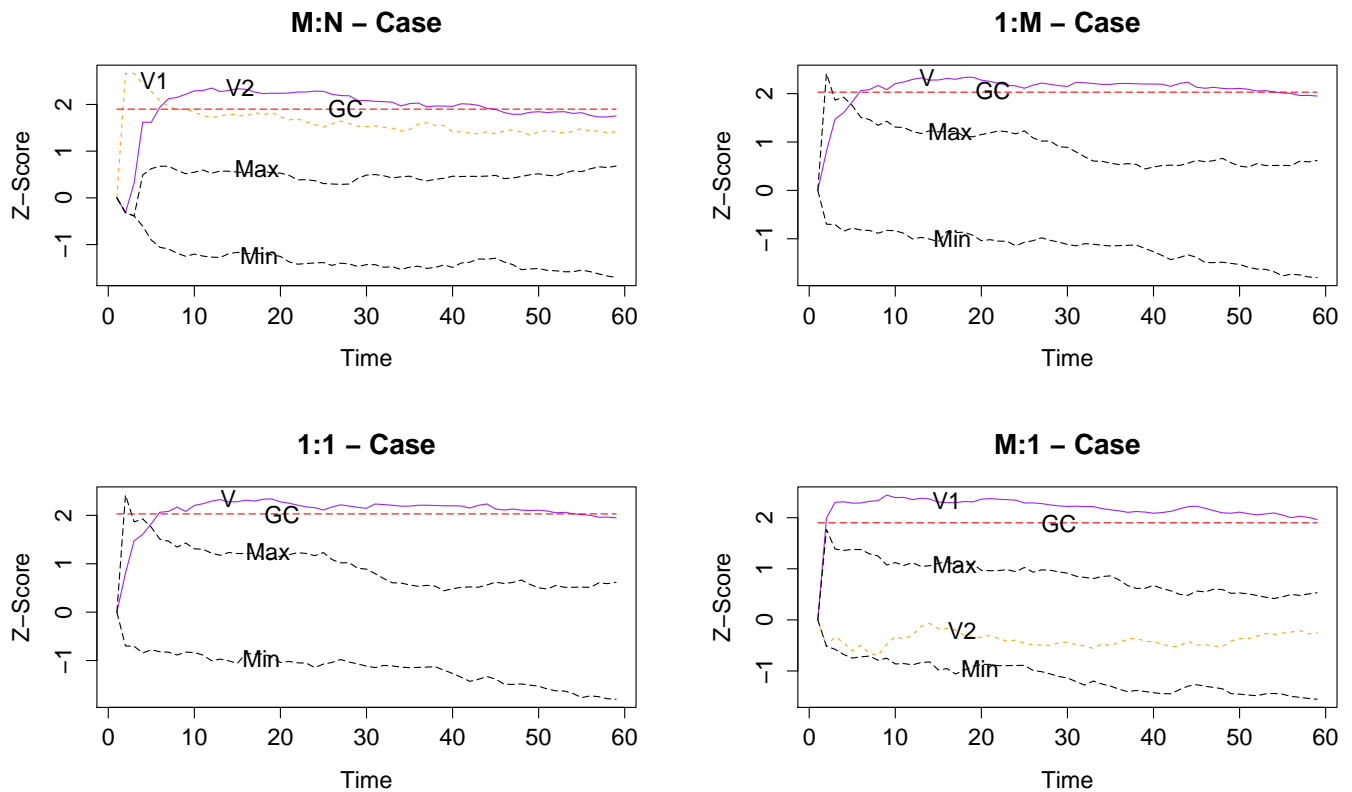 M:N – Case
Z−Score
2
1
0
−1
V1
V2
GC
Max
Min
0 10 20 30 40 50 60
Time
1:M – Case
Z−Score
2
1
0
−1
V
GC
Max
Min
0 10 20 30 40 50 60
Time
1:1 – Case
Z−Score
2
1
0
−1
V
GC
Max
Min
0 10 20 30 40 50 60
Time
M:1 – Case
Z−Score
2
1
0
−1
V1
GC
Max
V2
Min
0 10 20 30 40 50 60
Time